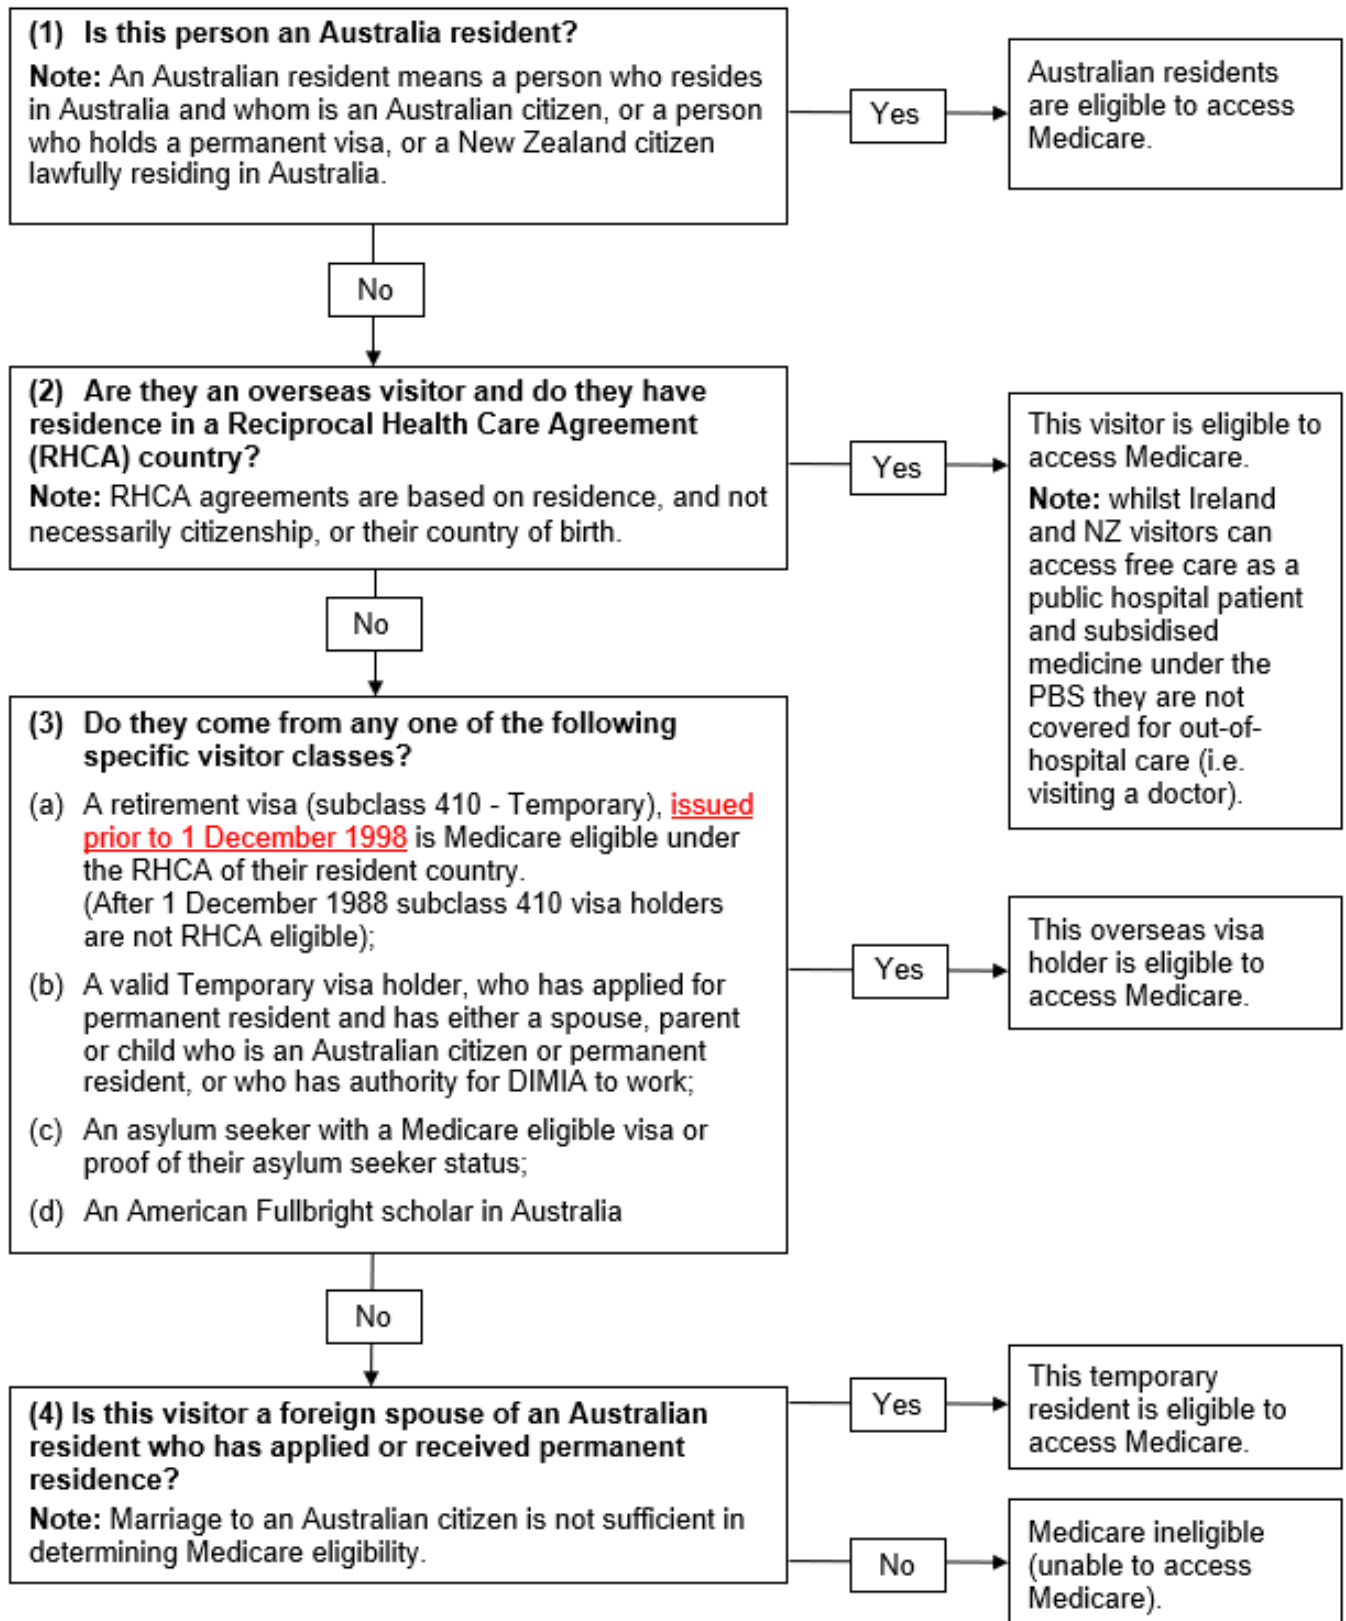 (1) Is this person an Australia resident?
Note: An Australian resident means a person who resides
in Australia and whom is an Australian citizen, or a person
who holds a permanent visa, or a New Zealand citizen
lawfully residing in Australia.
Yes
Australian residents
are eligible to access
Medicare.
No
(2) Are they an overseas visitor and do they have
residence in a Reciprocal Health Care Agreement
(RHCA) country?
Note: RHCA agreements are based on residence, and not
necessarily citizenship, or their country of birth.
Yes
This visitor is eligible to
access Medicare.
Note: whilst Ireland
and NZ visitors can
access free care as a
public hospital patient
and subsidised
medicine under the
PBS they are not
covered for out-of-
hospital care (i.e.
visiting a doctor).
No
(3) Do they come from any one of the following
specific visitor classes?
(a) A retirement visa (subclass 410 - Temporary), issued
prior to 1 December 1998 is Medicare eligible under
the RHCA of their resident country.
(After 1 December 1988 subclass 410 visa holders
are not RHCA eligible);
(b) A valid Temporary visa holder, who has applied for
permanent resident and has either a spouse, parent
or child who is an Australian citizen or permanent
resident, or who has authority for DIMIA to work;
(c) An asylum seeker with a Medicare eligible visa or
proof of their asylum seeker status;
(d) An American Fullbright scholar in Australia
Yes
This overseas visa
holder is eligible to
access Medicare.
No
(4) Is this visitor a foreign spouse of an Australian
resident who has applied or received permanent
residence?
Note: Marriage to an Australian citizen is not sufficient in
determining Medicare eligibility.
Yes
This temporary
resident is eligible to
access Medicare.
No
Medicare ineligible
(unable to access
Medicare).